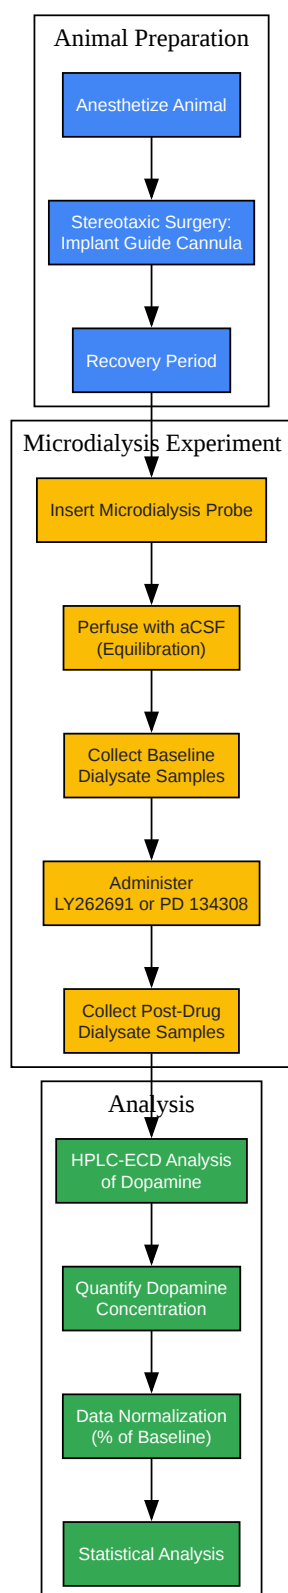 Animal Preparation
Anesthetize Animal
Stereotaxic Surgery:
Implant Guide Cannula
Recovery Period
Microdialysis Experiment
Insert Microdialysis Probe
Perfuse with aCSF
(Equilibration)
Collect Baseline
Dialysate Samples
Administer
LY262691 or PD 134308
Collect Post-Drug
Dialysate Samples
Analysis
HPLC-ECD Analysis
of Dopamine
Quantify Dopamine
Concentration
Data Normalization
(% of Baseline)
Statistical Analysis